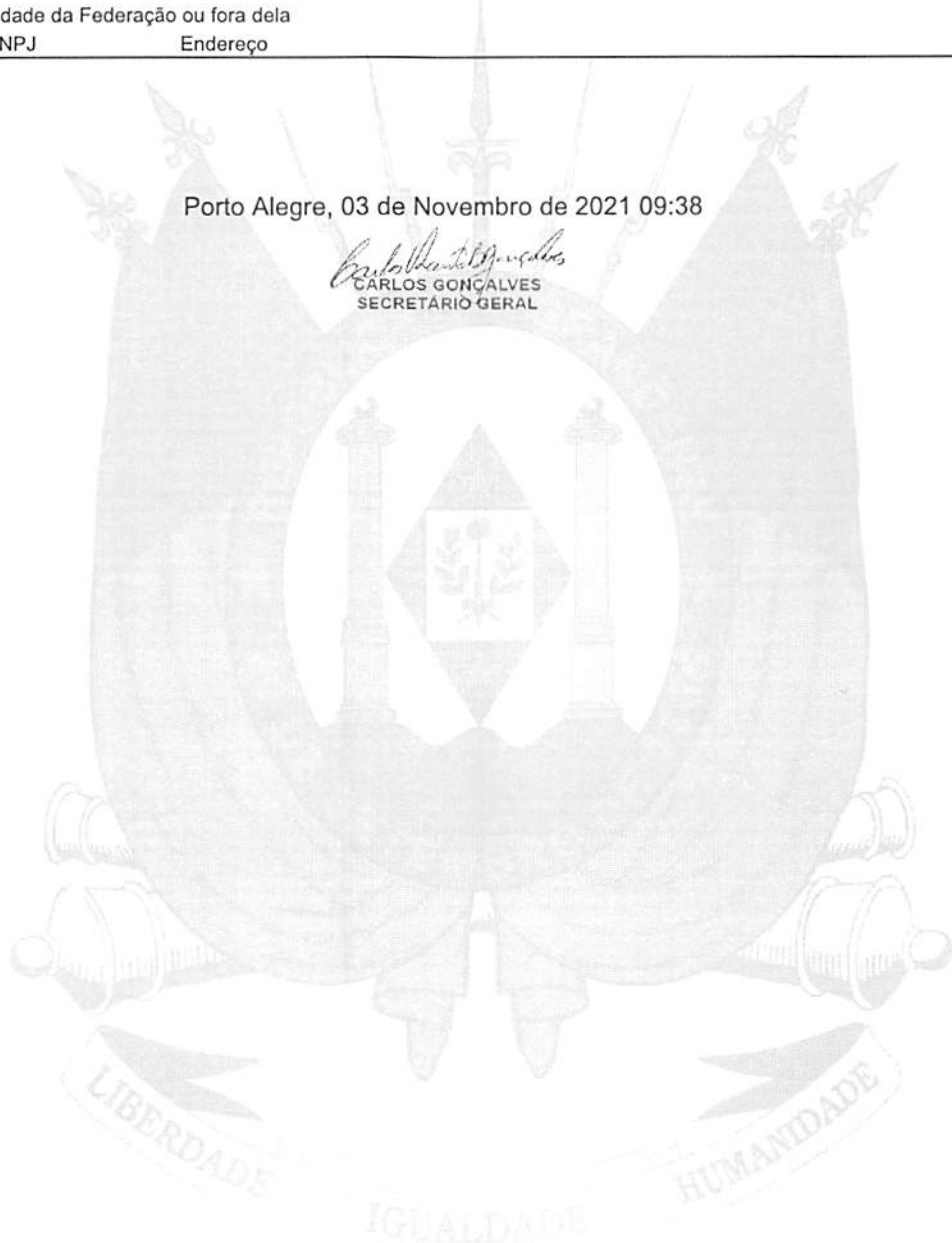 dade da Federação ou fora dela
NPJ Endereço
Porto Alegre, 03 de Novembro de 2021 09:38
CARLOS GONÇALVES
SECRETÁRIO GERAL
LIBERDADE
IGUALDADE
HUMANIDADE